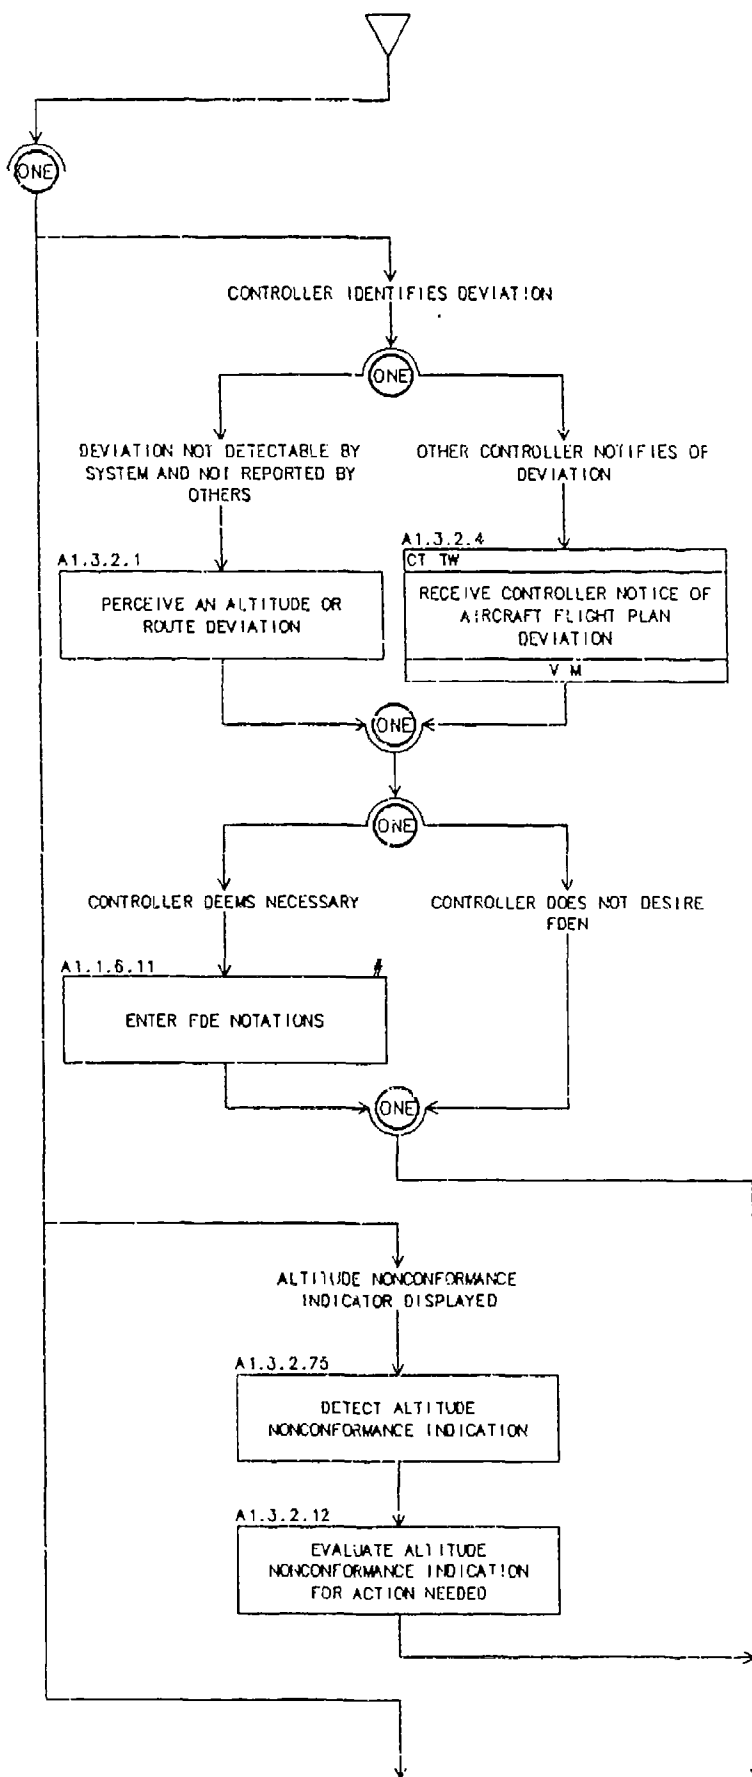 ONE
CONTROLLER IDENTIFIES DEVIATION
ONE
DEVIATION NOT DETECTABLE BY
SYSTEM AND NOT REPORTED BY
OTHERS
OTHER CONTROLLER NOTIFIES OF
DEVIATION
A1.3.2.1
PERCEIVE AN ALTITUDE OR
ROUTE DEVIATION
A1.3.2.4
CT TW
RECEIVE CONTROLLER NOTICE OF
AIRCRAFT FLIGHT PLAN
DEVIATION
V M
ONE
ONE
CONTROLLER DEEMS NECESSARY
CONTROLLER DOES NOT DESIRE
FDEN
A1.1.6.11
ENTER FDE NOTATIONS
ONE
ALTITUDE NONCONFORMANCE
INDICATOR DISPLAYED
A1.3.2.75
DETECT ALTITUDE
NONCONFORMANCE INDICATION
A1.3.2.12
EVALUATE ALTITUDE
NONCONFORMANCE INDICATION
FOR ACTION NEEDED